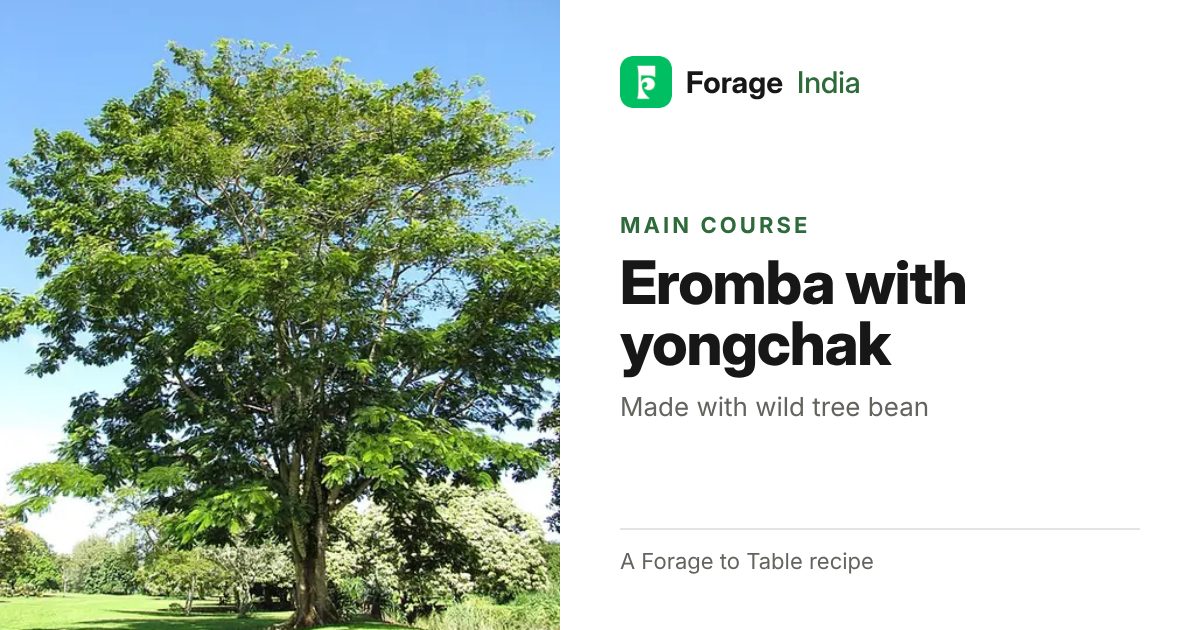 Forage India
MAIN COURSE
Eromba with
yongchak
Made with wild tree bean
A Forage to Table recipe